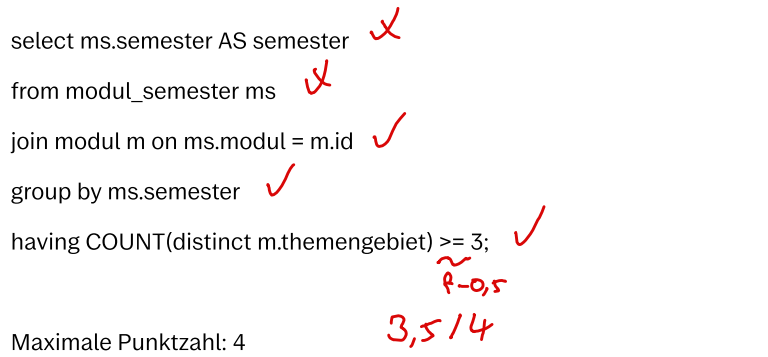 select ms.semester AS semester
from modul_semester ms
join modul m on ms.modul = m.id
group by ms.semester
having COUNT(distinct m.themengebiet) >= 3;
f -0,5
3,5/4
Maximale Punktzahl: 4